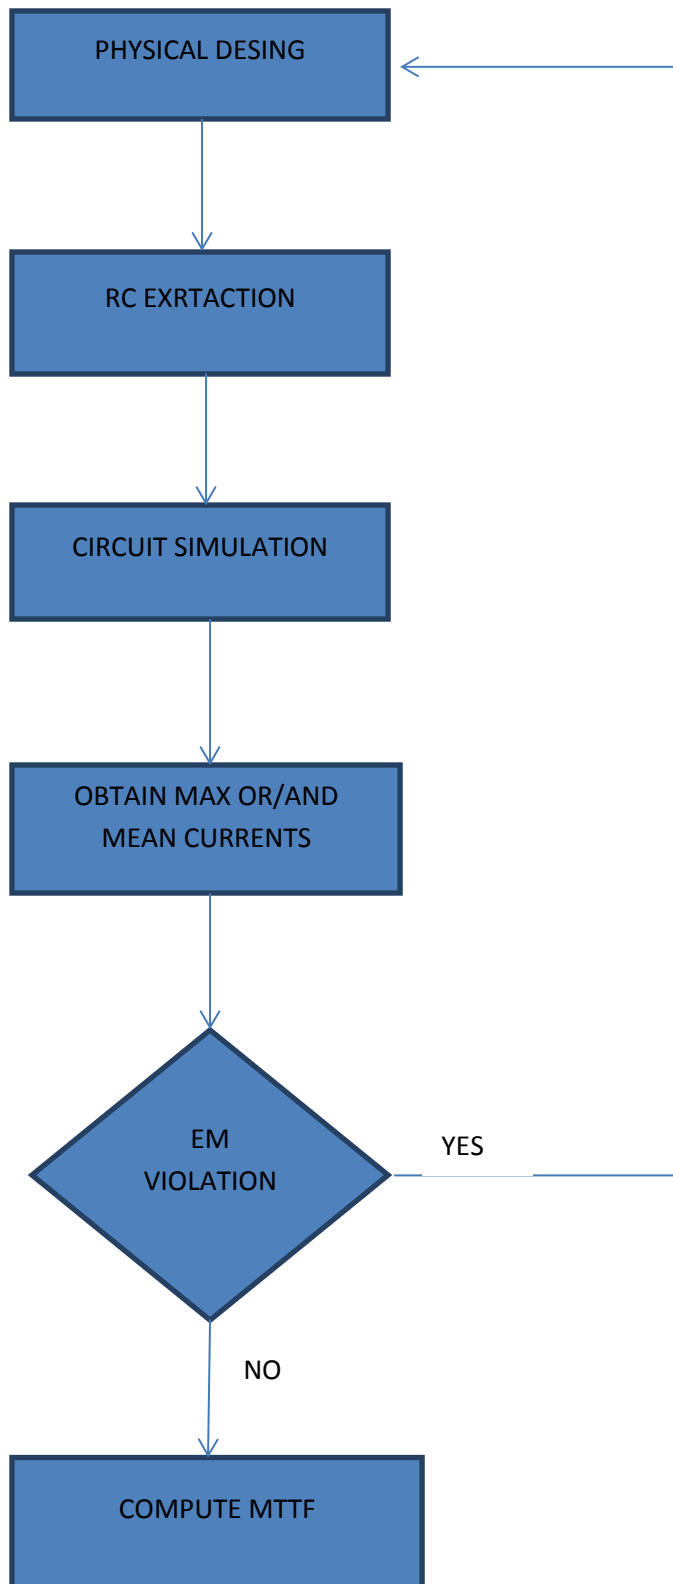 PHYSICAL DESING
RC EXRTACTION
CIRCUIT SIMULATION
OBTAIN MAX OR/AND
MEAN CURRENTS
EM
VIOLATION
YES
NO
COMPUTE MTTF